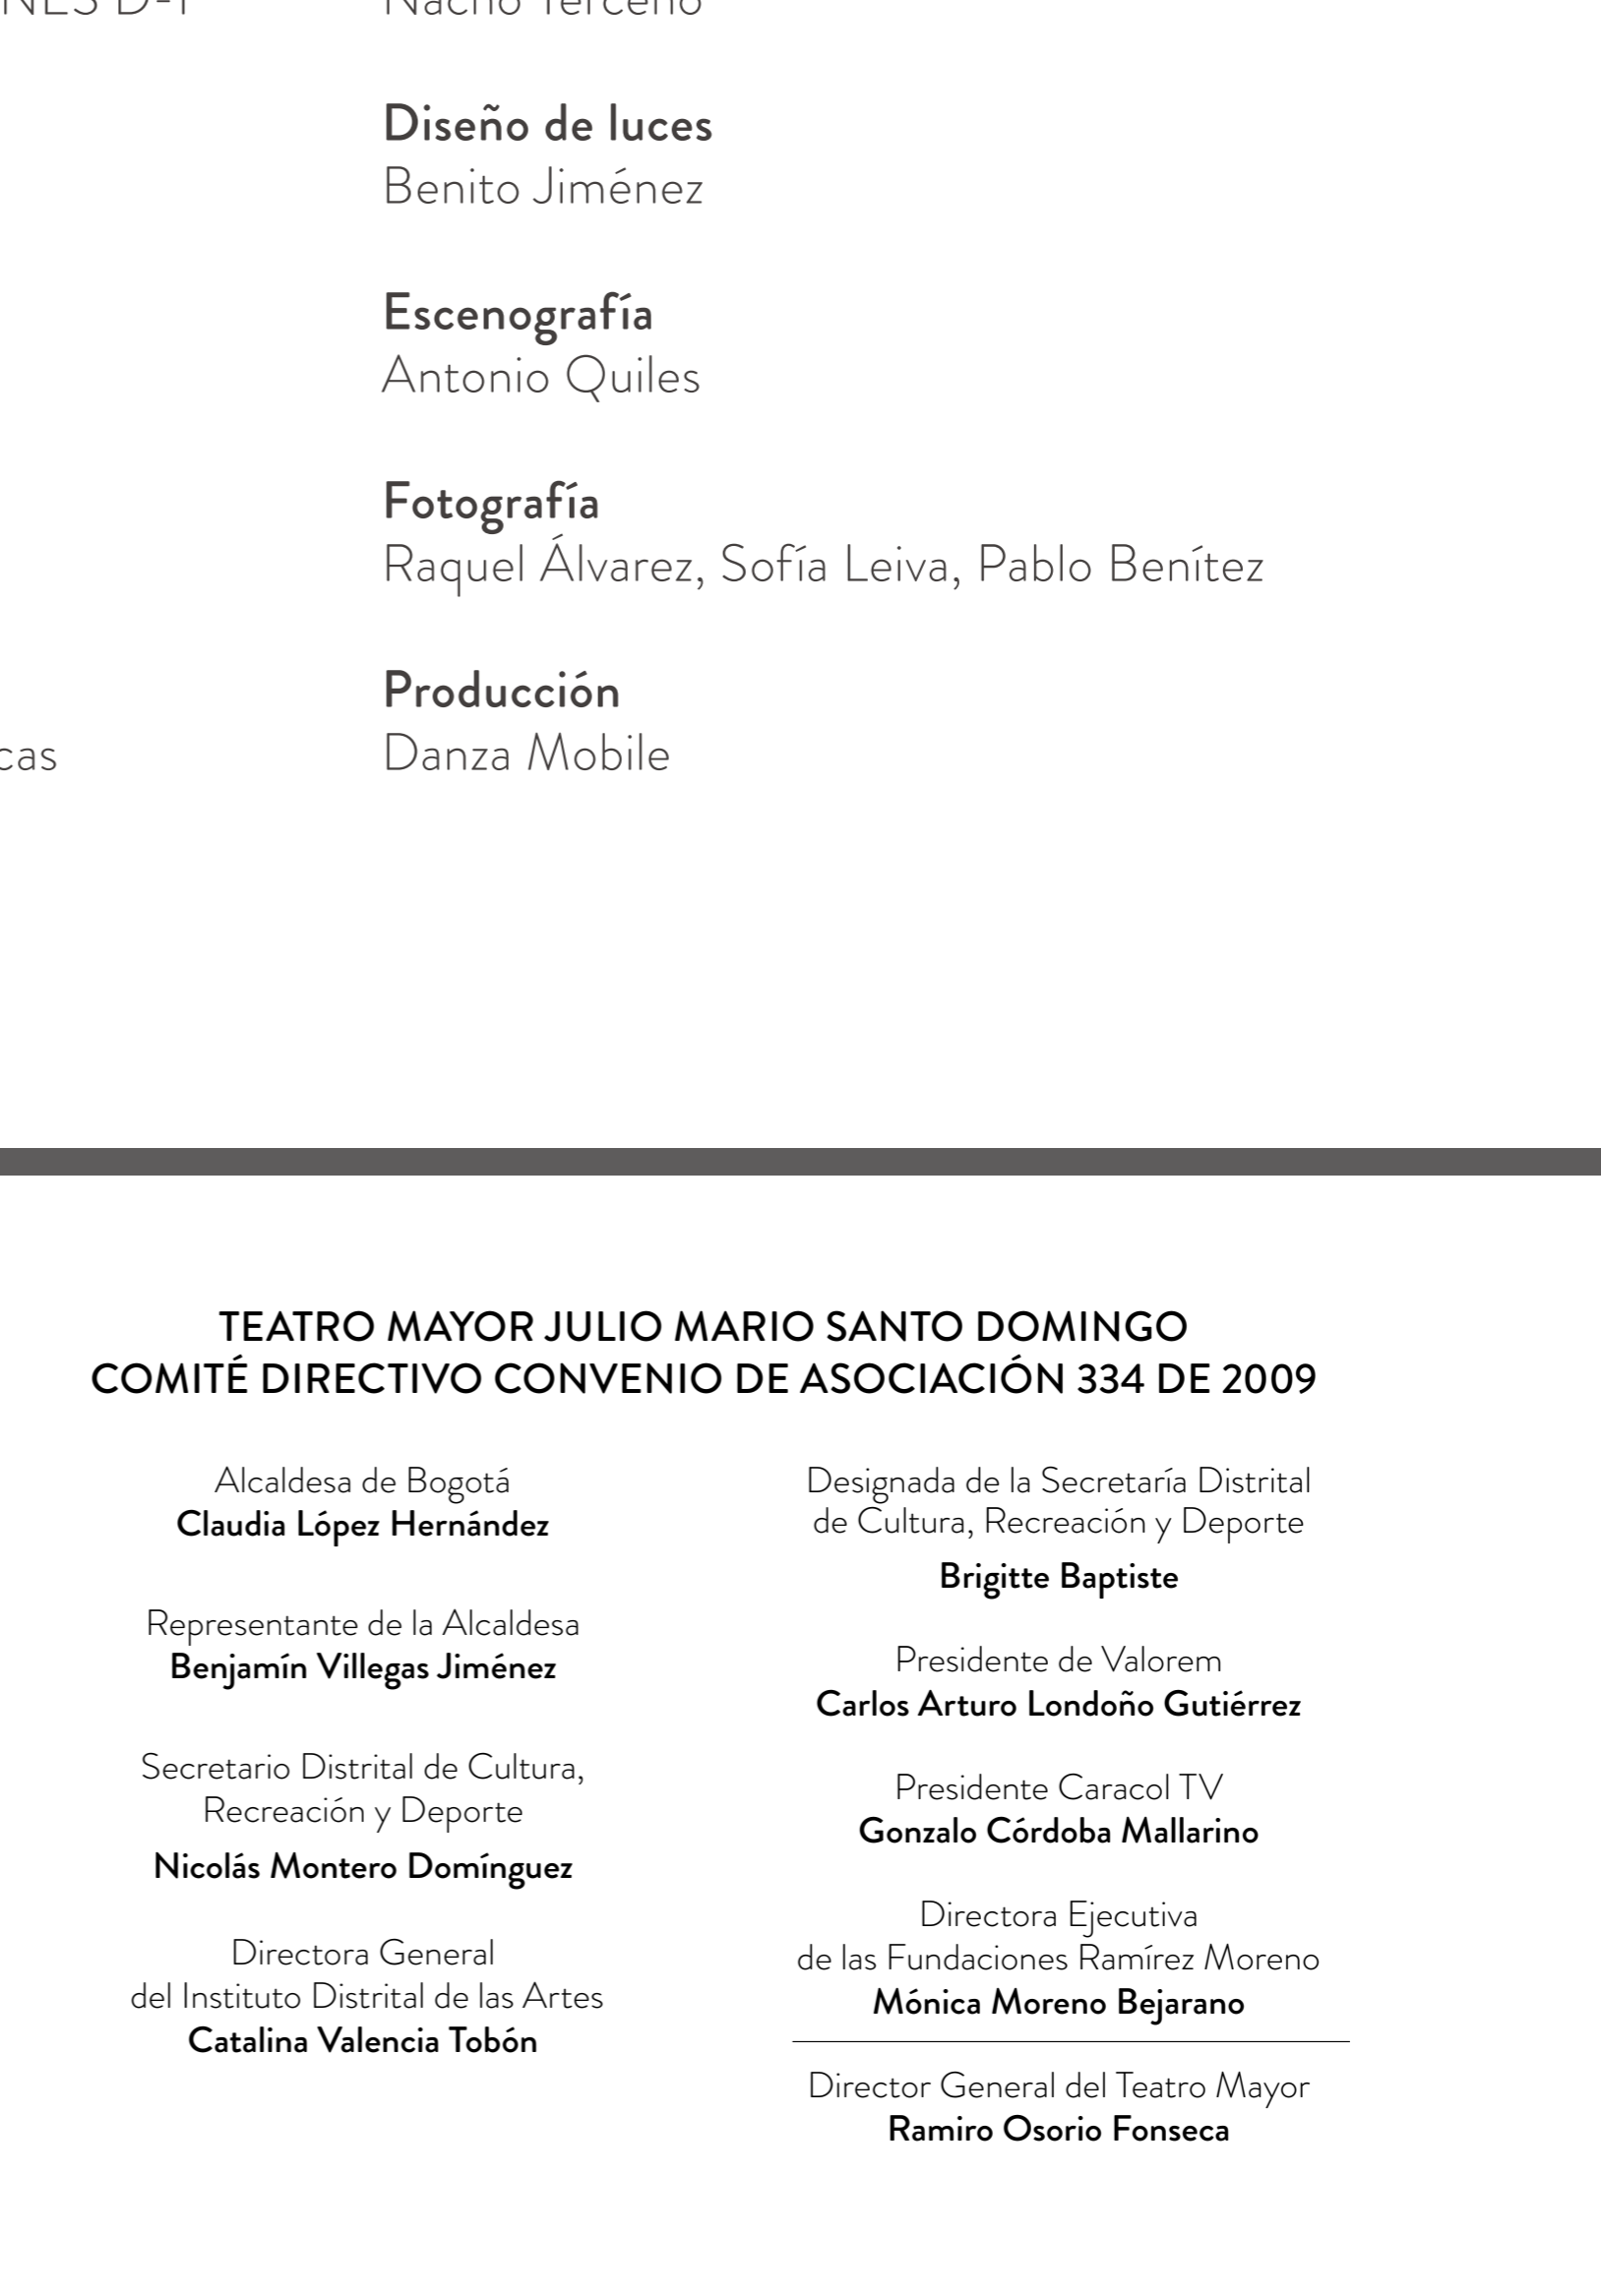 NES D-1
Nacho Terceño
Diseño de luces
Benito Jiménez
Escenografía
Antonio Quiles
Fotografía
Raquel Álvarez, Sofía Leiva, Pablo Benítez
Producción
cas
Danza Mobile
TEATRO MAYOR JULIO MARIO SANTO DOMINGO
COMITÉ DIRECTIVO CONVENIO DE ASOCIACIÓN 334 DE 2009
Alcaldesa de Bogotá
Claudia López Hernández
Representante de la Alcaldesa
Benjamín Villegas Jiménez
Secretario Distrital de Cultura,
Recreación y Deporte
Nicolás Montero Domínguez
Directora General
del Instituto Distrital de las Artes
Catalina Valencia Tobón
Designada de la Secretaría Distrital
de Cultura, Recreación y Deporte
Brigitte Baptiste
Presidente de Valorem
Carlos Arturo Londoño Gutiérrez
Presidente Caracol TV
Gonzalo Córdoba Mallarino
Directora Ejecutiva
de las Fundaciones Ramírez Moreno
Mónica Moreno Bejarano
Director General del Teatro Mayor
Ramiro Osorio Fonseca